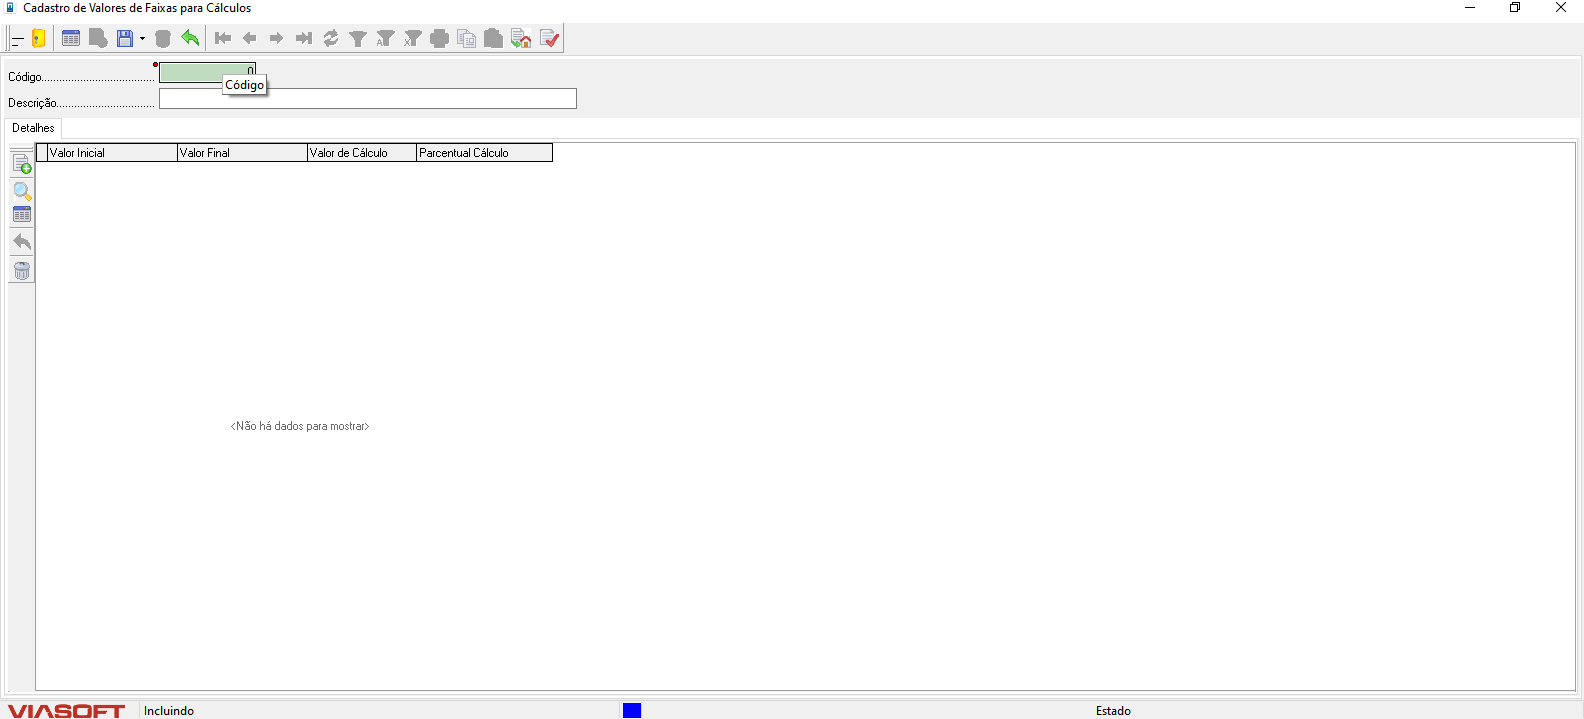 Cadastro de Valores de Faixas para Cálculos
Código.....................................
0
Código
Descrição................................
Detalhes
Valor Inicial Valor Final Valor de Cálculo Parcentual Cálculo
<Não há dados para mostrar>
VIASOFT Incluindo Estado